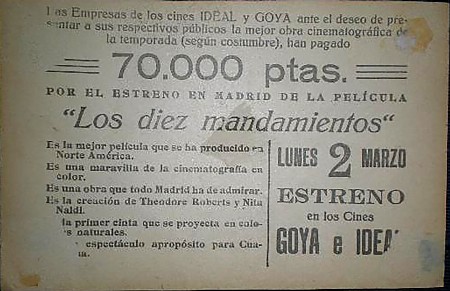 Las Empresas de los cines IDEAL y GOYA ante el deseo de pre-
sentar a sus respectivos públicos la mejor obra cinematográfica de
la temporada (según costumbre), han pagado
70.000 ptas.
POR EL ESTRENO EN MADRID DE LA PELÍCULA
"Los diez mandamientos"
Es la mejor película que se ha producido en
Norte América.
Es una maravilla de la cinematografía en
color.
Es una obra que todo Madrid ha de admirar.
Es la creación de Theodore Roberts y Nita
Naldi.
la primer cinta que se proyecta en colo-
s naturales.
espectáculo apropósito para Cua-
a.
LUNES 2 MARZO
ESTRENO
en los Cines
GOYA e IDEA